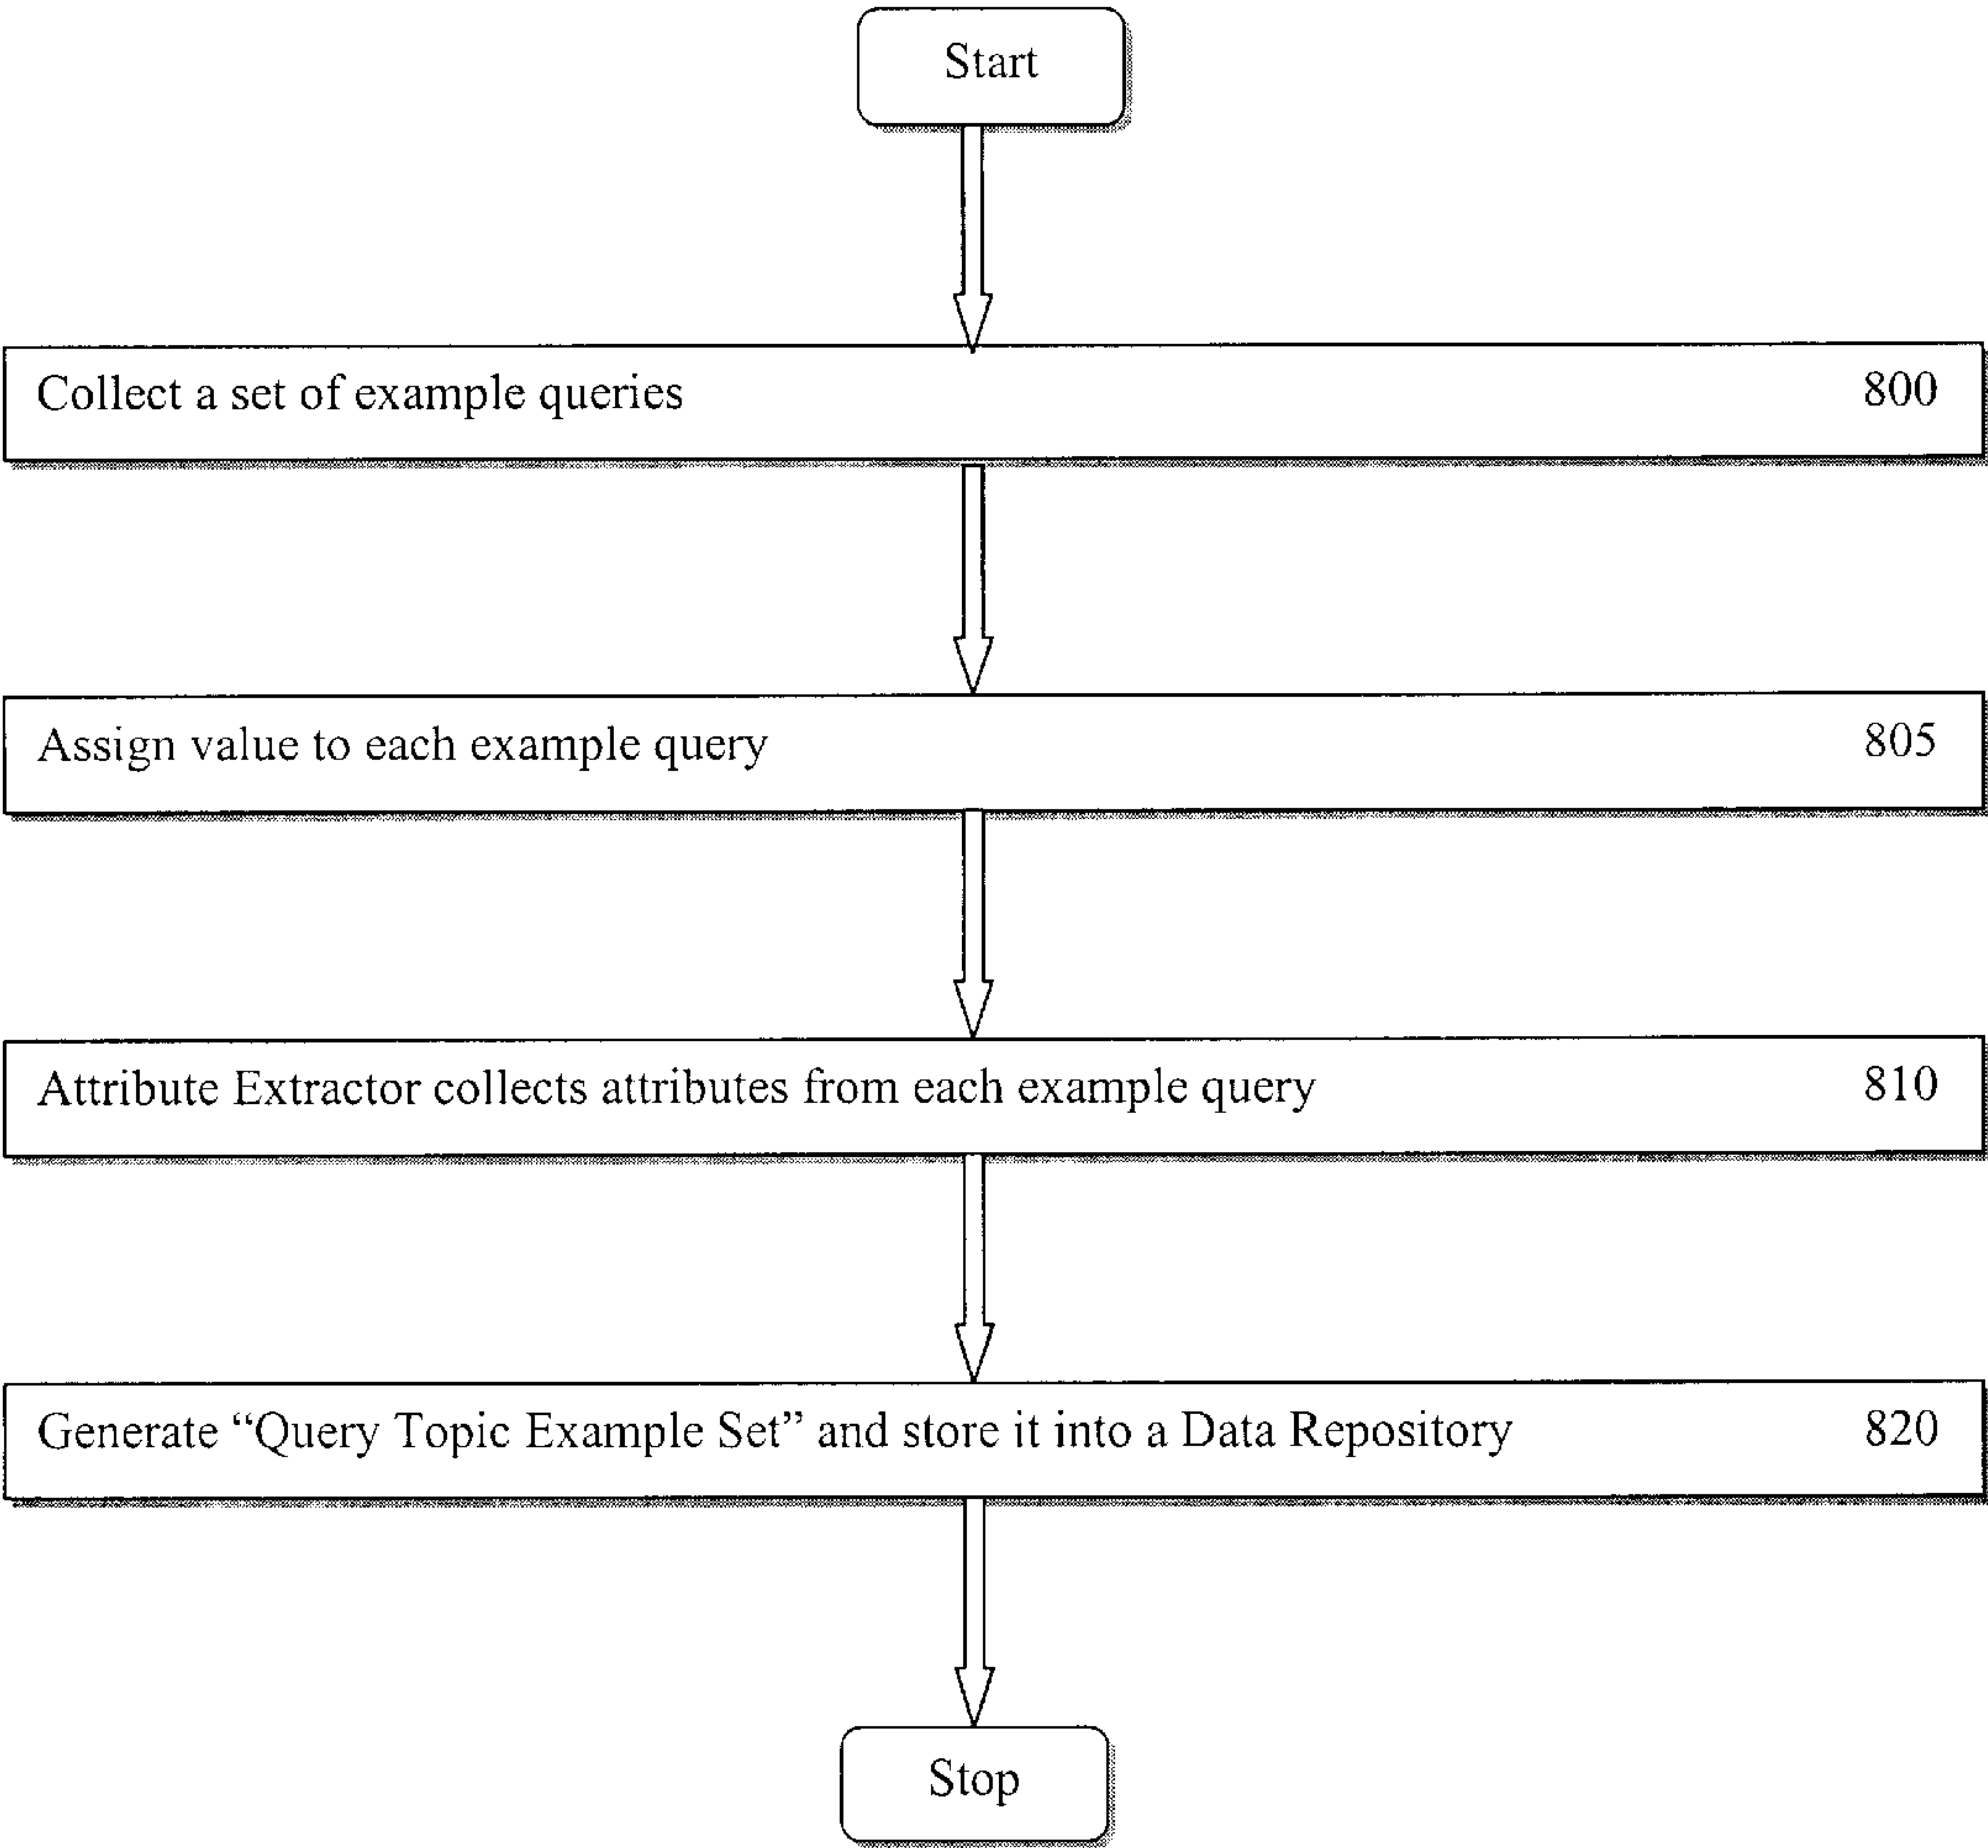 Start
Collect a set of example queries 800
Assign value to each example query 805
Attribute Extractor collects attributes from each example query 810
Generate “Query Topic Example Set” and store it into a Data Repository 820
Stop